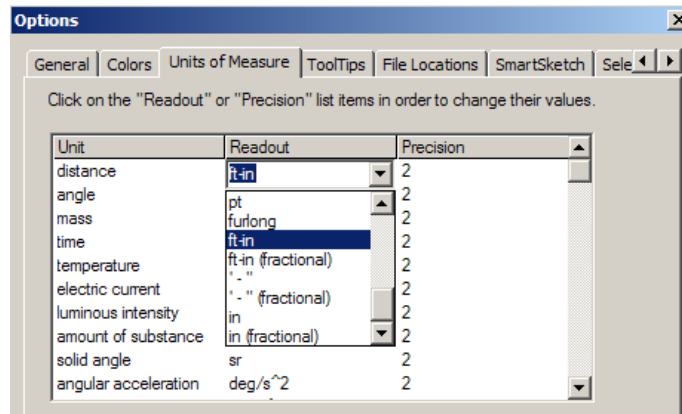 Options
General Colors Units of Measure ToolTips File Locations SmartSketch Sele
Click on the "Readout" or "Precision" list items in order to change their values.
Unit Readout Precision
distance ft-in 2
angle pt 2
mass furlong 2
time ft-in 2
temperature ft-in (fractional) 2
' - "
electric current ' - " (fractional) 2
luminous intensity in 2
amount of substance in (fractional) 2
solid angle sr 2
angular acceleration deg/s^2 2